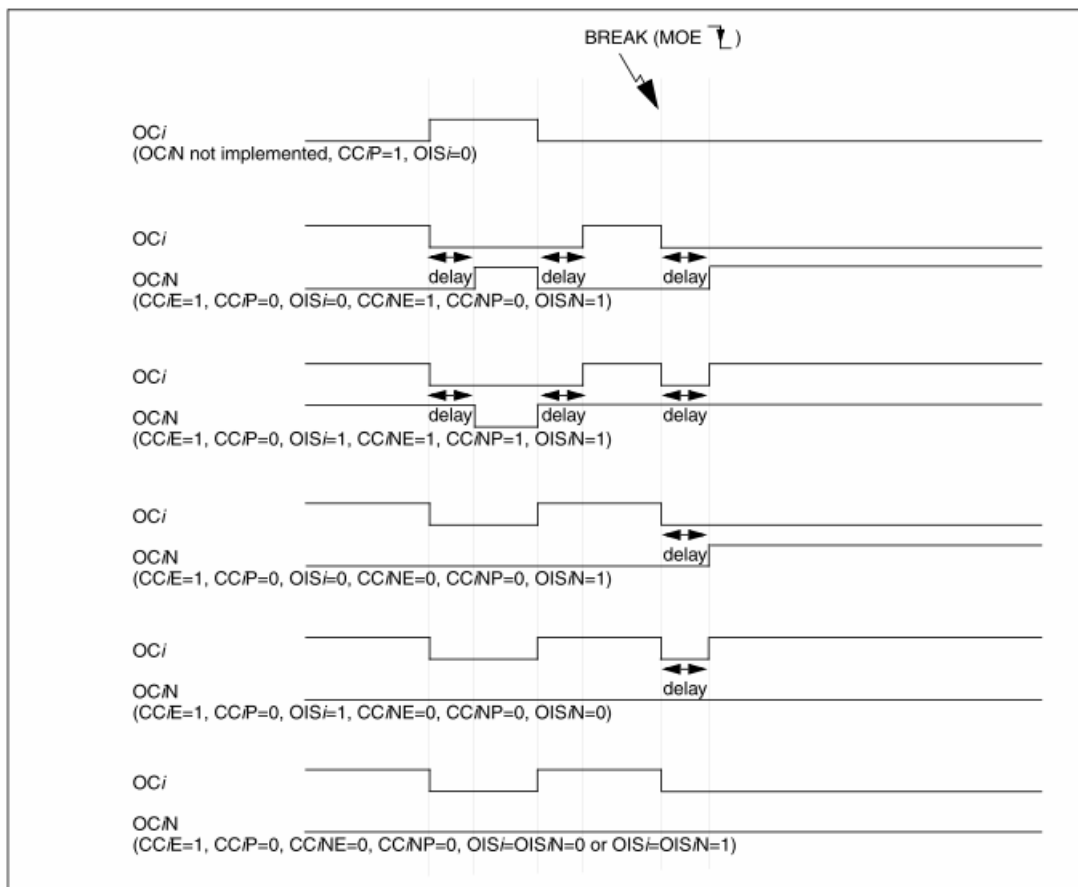 BREAK (MOE )
OCi
(OCiN not implemented, CCiP=1, OISi=0)
OCi
delay delay delay
OCiN
(CCiE=1, CCiP=0, OISi=0, CCiNE=1, CCiNP=0, OISiN=1)
OCi
delay delay delay
OCiN
(CCiE=1, CCiP=0, OISi=1, CCiNE=1, CCiNP=1, OISiN=1)
OCi
OCiN delay
(CCiE=1, CCiP=0, OISi=0, CCiNE=0, CCiNP=0, OISiN=1)
OCi
OCiN delay
(CCiE=1, CCiP=0, OISi=1, CCiNE=0, CCiNP=0, OISiN=0)
OCi
OCiN
(CCiE=1, CCiP=0, CCiNE=0, CCiNP=0, OISi=OISiN=0 or OISi=OISiN=1)